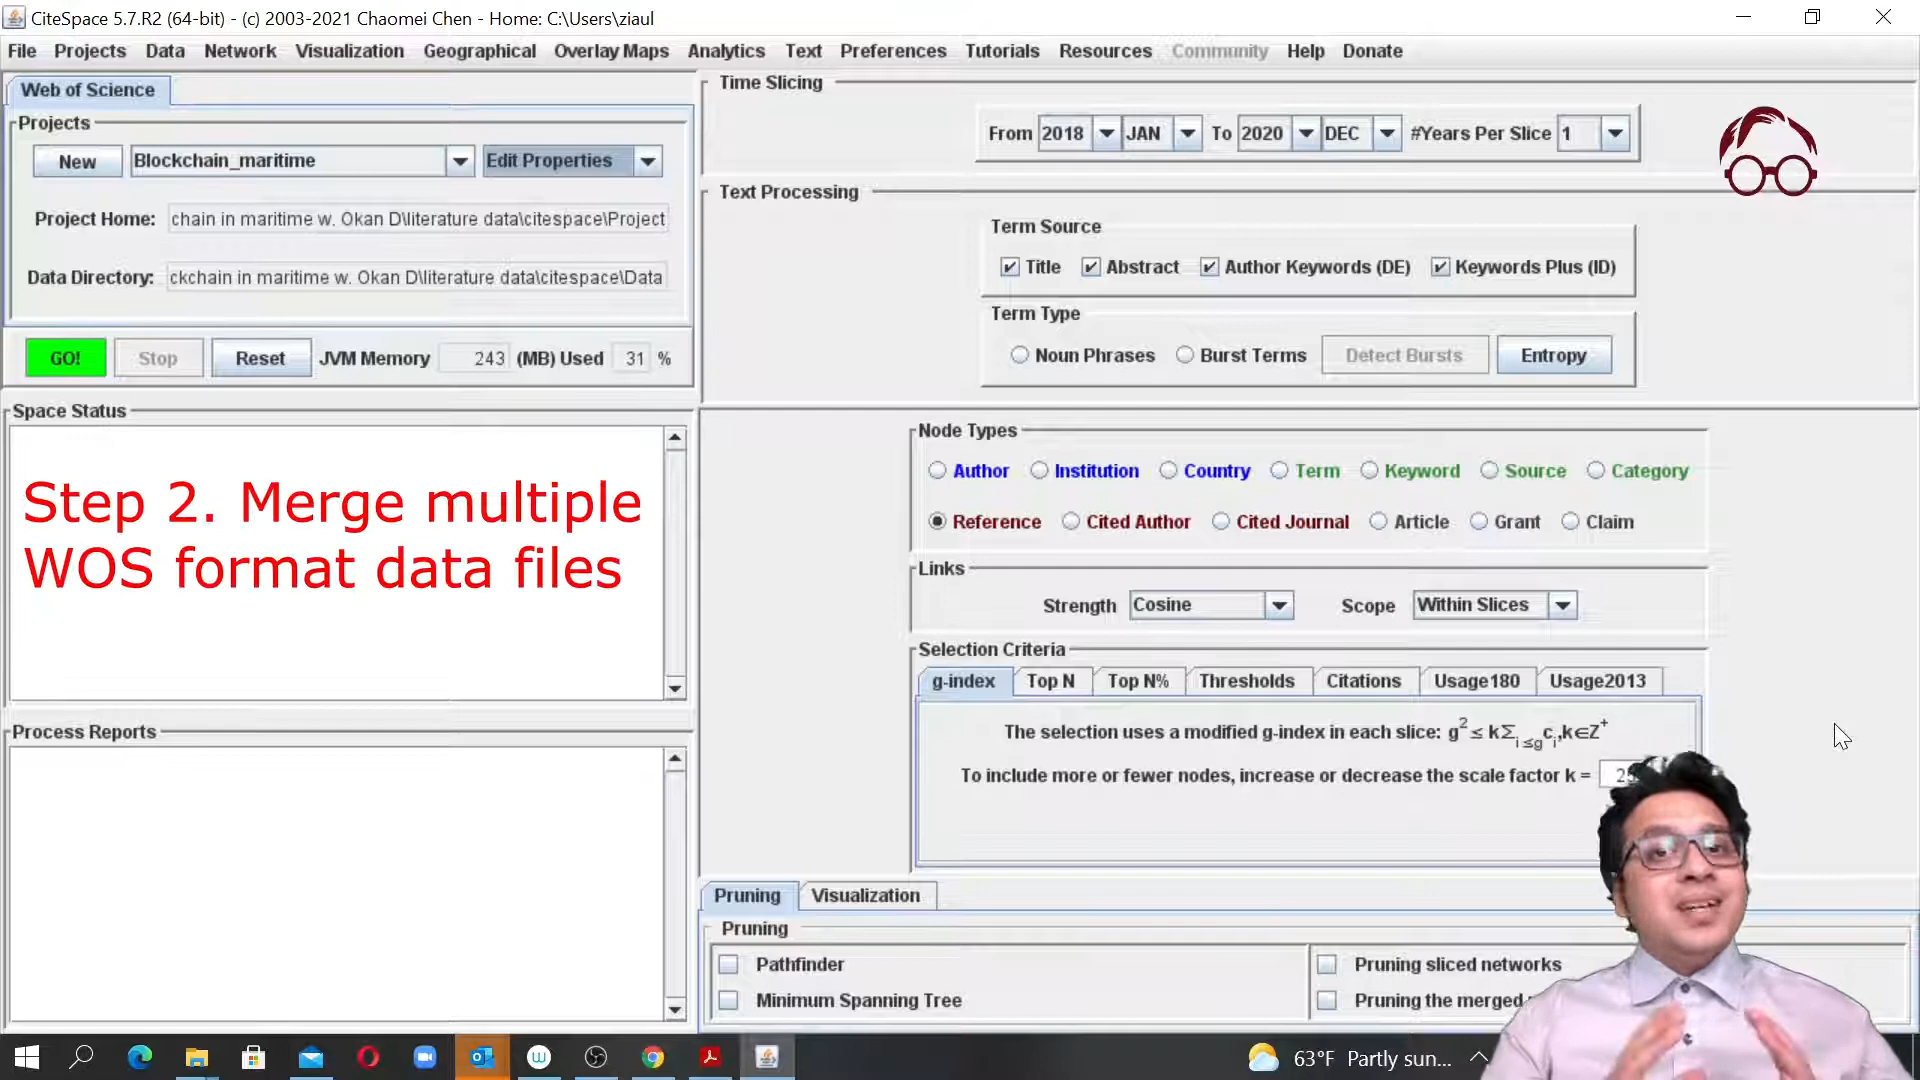 CiteSpace 5.7.R2 (64-bit) - (c) 2003-2021 Chaomei Chen - Home: C:\Users\ziaul
File Projects Data Network Visualization Geographical Overlay Maps Analytics Text Preferences Tutorials Resources Community Help Donate
Web of Science
Projects
New Blockchain_maritime Edit Properties
Project Home: chain in maritime w. Okan D\literature data\citespace\Project
Data Directory: ckchain in maritime w. Okan D\literature data\citespace\Data
GO! Stop Reset JVM Memory 243 (MB) Used 31 %
Space Status
Step 2. Merge multiple
WOS format data files
Process Reports
Time Slicing
From 2018 JAN To 2020 DEC #Years Per Slice 1
Text Processing
Term Source
Title Abstract Author Keywords (DE) Keywords Plus (ID)
Term Type
Noun Phrases Burst Terms Detect Bursts Entropy
Node Types
Author Institution Country Term Keyword Source Category
Reference Cited Author Cited Journal Article Grant Claim
Links
Strength Cosine Scope Within Slices
Selection Criteria
g-index Top N Top N% Thresholds Citations Usage180 Usage2013
The selection uses a modified g-index in each slice: g² ≤ kΣi≤gci,k∈Z+
To include more or fewer nodes, increase or decrease the scale factor k =
Pruning Visualization
Pruning
Pathfinder Pruning sliced networks
Minimum Spanning Tree Pruning the merged
63°F Partly sun...